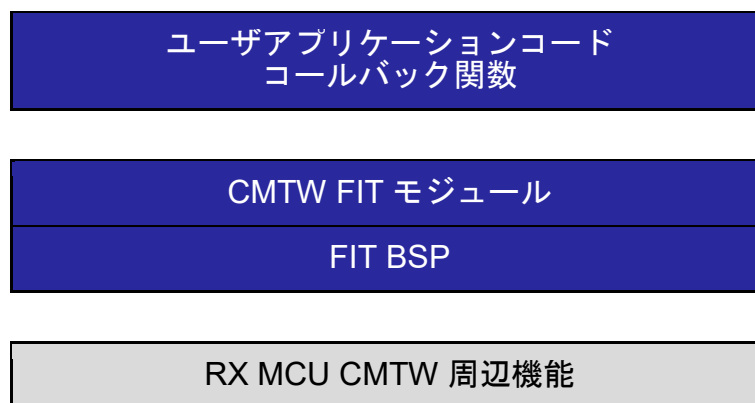 ユーザアプリケーションコード
コールバック関数
CMTW FIT モジュール
FIT BSP
RX MCU CMTW 周辺機能